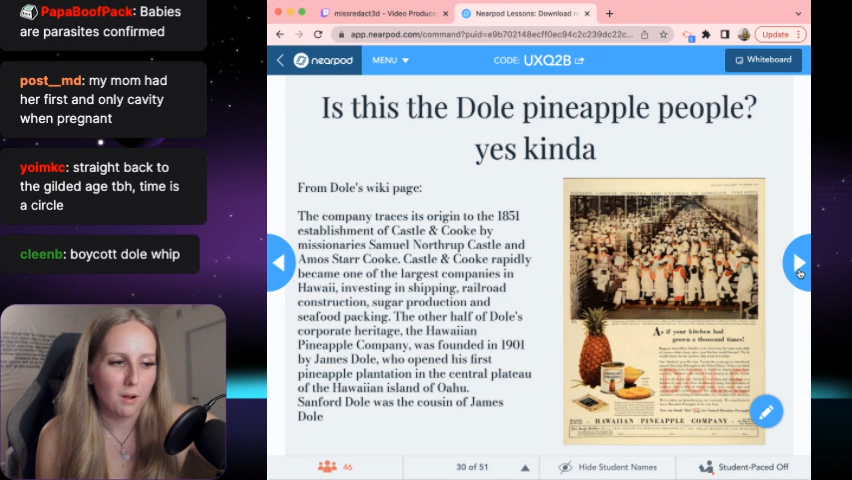 PapaBoofPack: Babies
are parasites confirmed
post__md: my mom had
her first and only cavity
when pregnant
yoimkc: straight back to
the gilded age tbh, time is
a circle
cleenb: boycott dole whip
missredact3d - Video Produce
Nearpod Lessons: Download n
app.nearpod.com/command?puid=e9b702148ecff0ec94c2c239dc22c...
Update
nearpod
MENU
CODE: UXQ2B
Whiteboard
Is this the Dole pineapple people?
yes kinda
From Dole's wiki page:
The company traces its origin to the 1851
establishment of Castle & Cooke by
missionaries Samuel Northrup Castle and
Amos Starr Cooke. Castle & Cooke rapidly
became one of the largest companies in
Hawaii, investing in shipping, railroad
construction, sugar production and
seafood packing. The other half of Dole's
corporate heritage, the Hawaiian
Pineapple Company, was founded in 1901
by James Dole, who opened his first
pineapple plantation in the central plateau
of the Hawaiian island of Oahu.
Sanford Dole was the cousin of James
Dole
As if your kitchen had
grown a thousand times!
HAWAIIAN PINEAPPLE COMPANY
46
30 of 51
Hide Student Names
Student-Paced Off